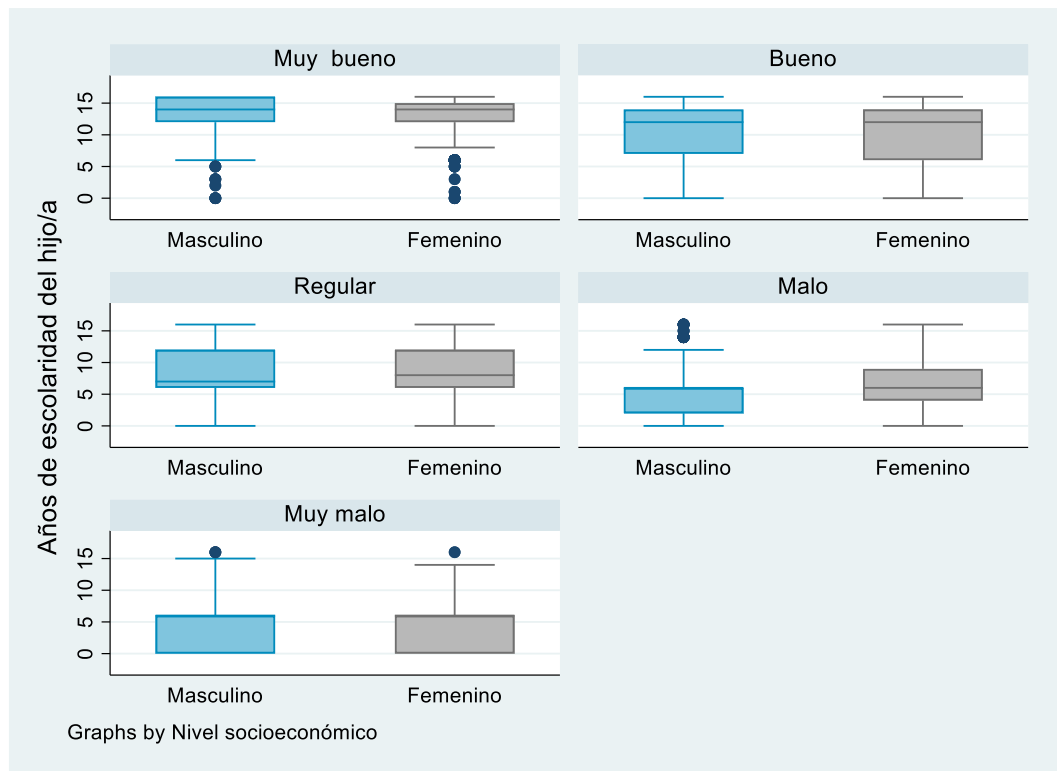 Años de escolaridad del hijo/a
Muy  bueno
15
10
5
0
Masculino Femenino
Bueno
Masculino Femenino
Regular
15
10
5
0
Masculino Femenino
Malo
Masculino Femenino
Muy malo
15
10
5
0
Masculino Femenino
Graphs by Nivel socioeconómico